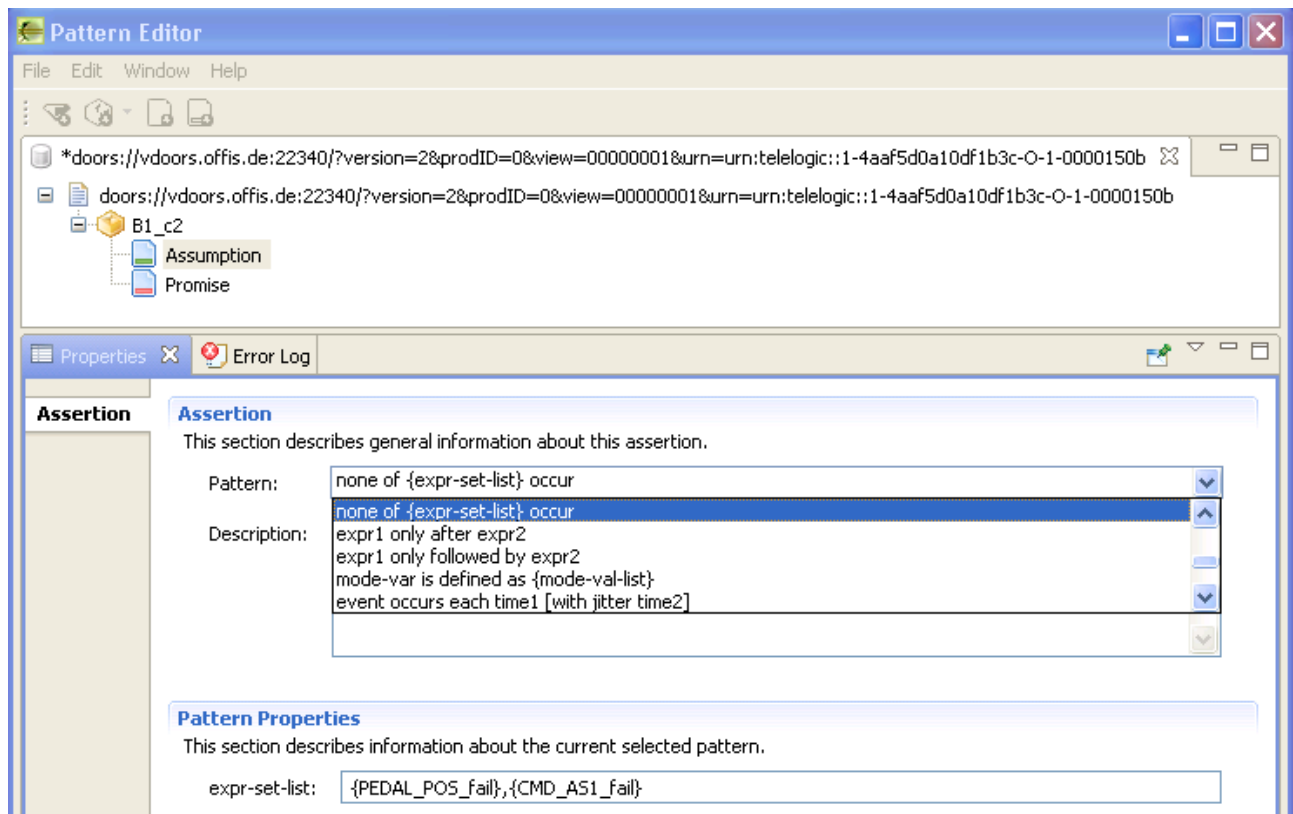 Pattern Editor
File Edit Window Help
*doors://vdoors.offis.de:22340/?version=2&prodID=0&view=00000001&urn=urn:telelogic::1-4aaf5d0a10df1b3c-O-1-0000150b
doors://vdoors.offis.de:22340/?version=2&prodID=0&view=00000001&urn=urn:telelogic::1-4aaf5d0a10df1b3c-O-1-0000150b
B1_c2
Assumption
Promise
Properties Error Log
Assertion
Assertion
This section describes general information about this assertion.
Pattern: none of {expr-set-list} occur
none of {expr-set-list} occur
Description: expr1 only after expr2
expr1 only followed by expr2
mode-var is defined as {mode-val-list}
event occurs each time1 [with jitter time2]
Pattern Properties
This section describes information about the current selected pattern.
expr-set-list: {PEDAL_POS_fail},{CMD_AS1_fail}